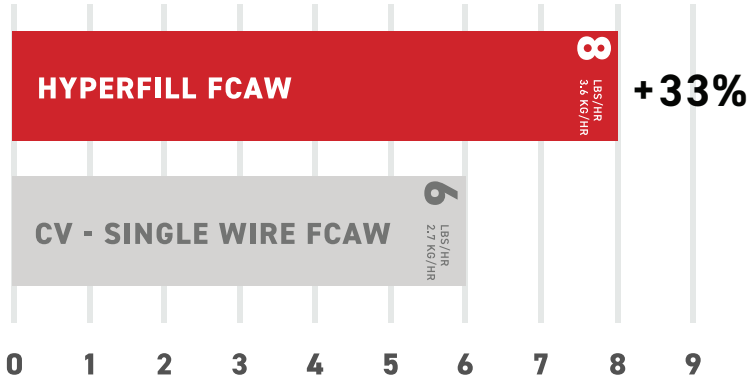 HYPERFILL FCAW
8
LBS/HR
3.6 KG/HR
+33%
CV - SINGLE WIRE FCAW
6
LBS/HR
2.7 KG/HR
0 1 2 3 4 5 6 7 8 9